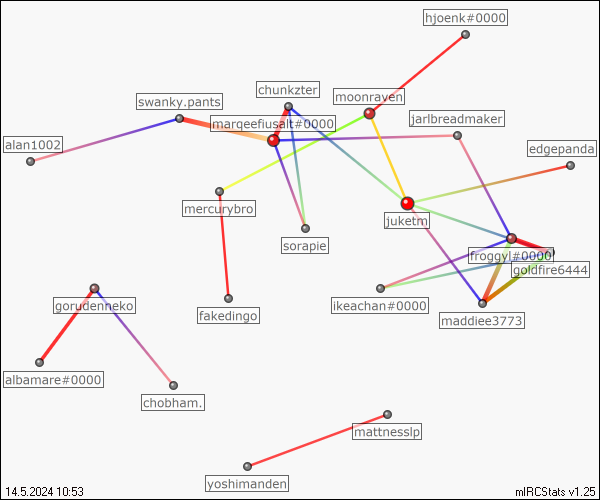 hjoenk#0000
chunkzter
moonraven
swanky.pants
marqeefiusalt#0000
jarlbreadmaker
alan1002
edgepanda
mercurybro
juketm
sorapie
froggyl#0000
goldfire6444
gorudenneko
fakedingo
ikeachan#0000
maddiee3773
albamare#0000
chobham.
mattnesslp
yoshimanden
14.5.2024 10:53
mIRCStats v1.25